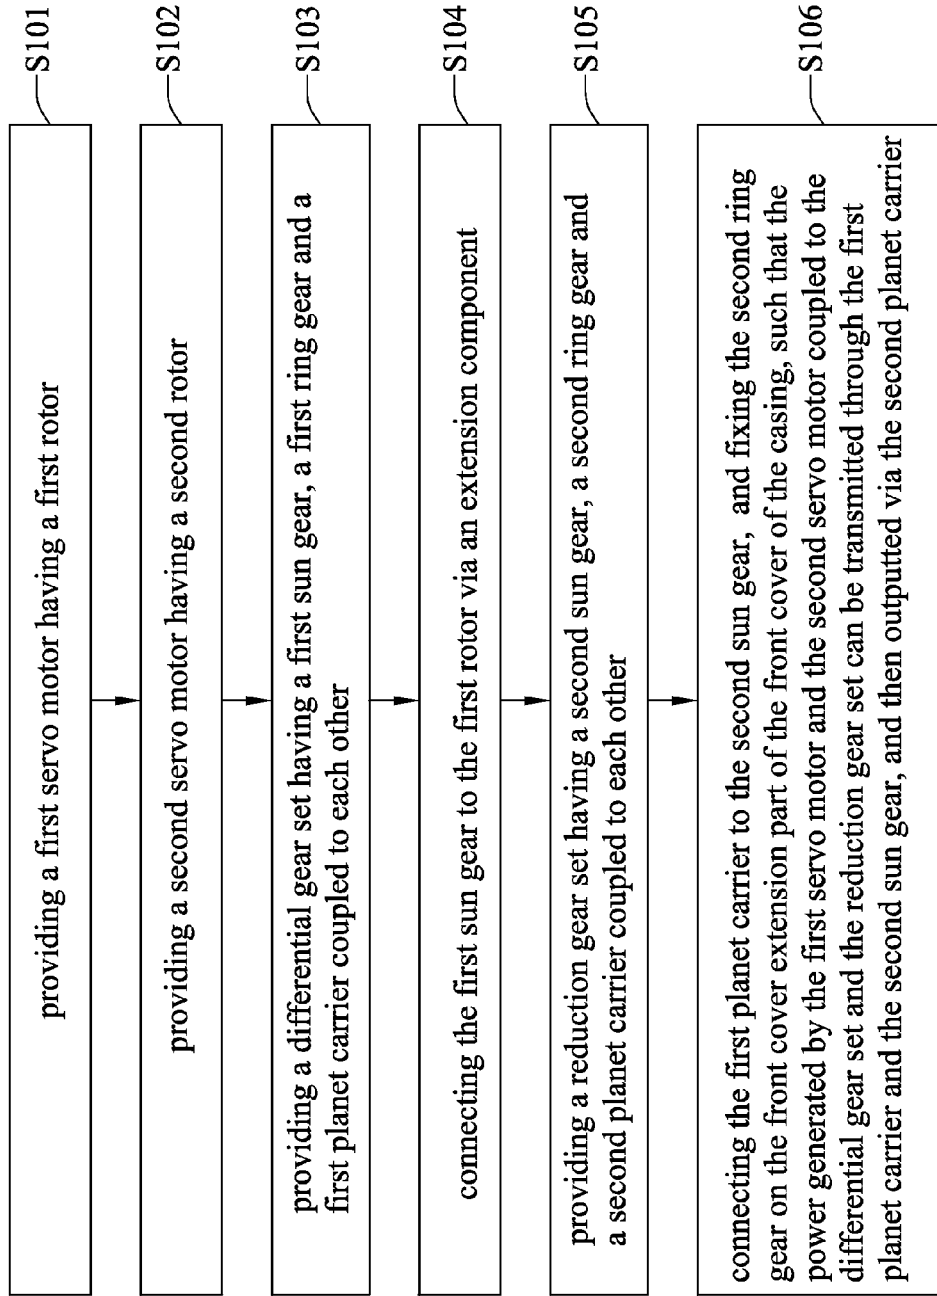 providing a first servo motor having a first rotor
S101
providing a second servo motor having a second rotor
S102
providing a differential gear set having a first sun gear, a first ring gear and a
first planet carrier coupled to each other
S103
connecting the first sun gear to the first rotor via an extension component
S104
providing a reduction gear set having a second sun gear, a second ring gear and
a second planet carrier coupled to each other
S105
connecting the first planet carrier to the second sun gear, and fixing the second ring
gear on the front cover extension part of the front cover of the casing, such that the
power generated by the first servo motor and the second servo motor coupled to the
differential gear set and the reduction gear set can be transmitted through the first
planet carrier and the second sun gear, and then outputted via the second planet carrier
S106